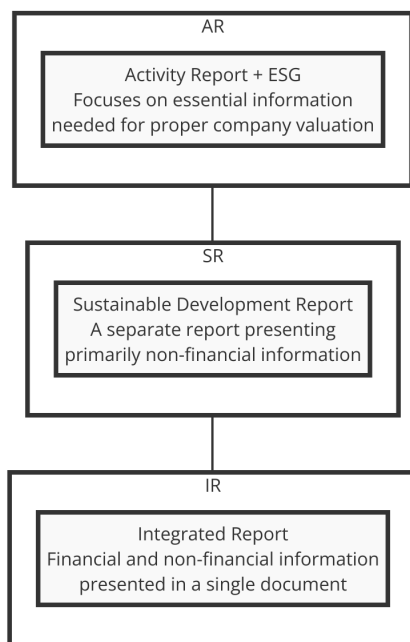 AR
Activity Report + ESG
Focuses on essential information
needed for proper company valuation
SR
Sustainable Development Report
A separate report presenting
primarily non-financial information
IR
Integrated Report
Financial and non-financial information
presented in a single document